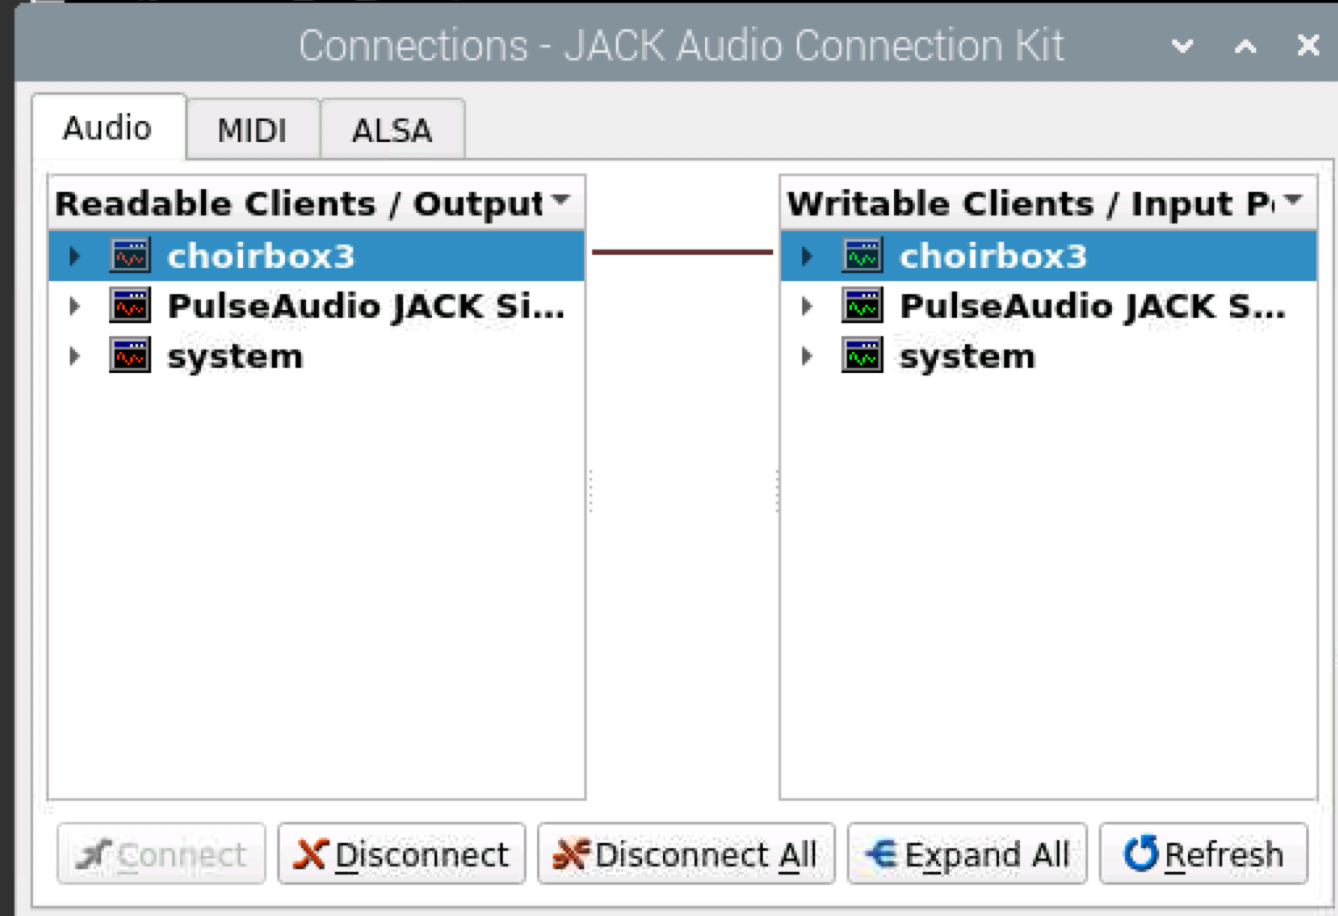 Connections - JACK Audio Connection Kit
Audio MIDI ALSA
Readable Clients / Output
choirbox3
PulseAudio JACK Si...
system
Writable Clients / Input P
choirbox3
PulseAudio JACK S...
system
Connect Disconnect Disconnect All Expand All Refresh